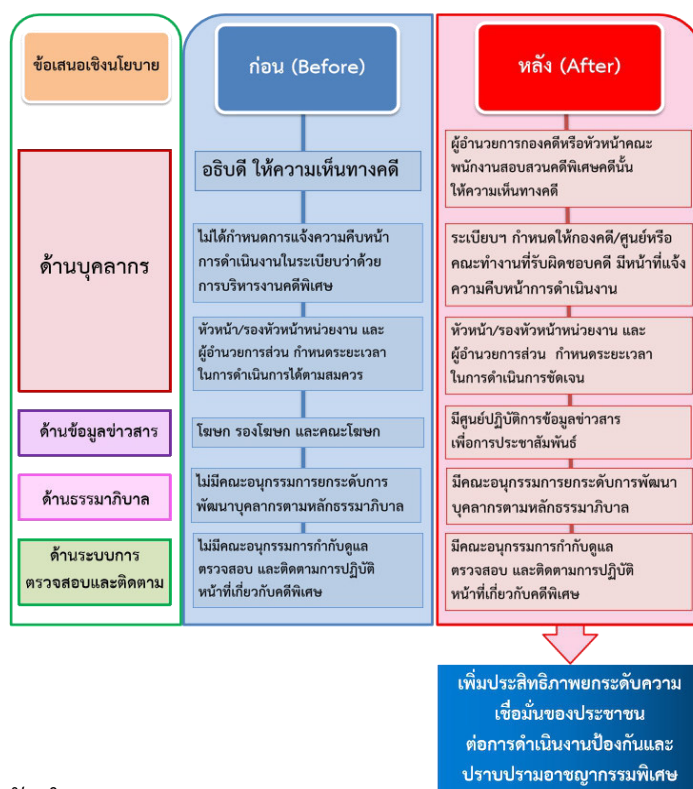 ข้อเสนอเชิงนโยบาย
ก่อน (Before)
หลัง (After)
ด้านบุคลากร
อธิบดี ให้ความเห็นทางคดี
ผู้อำนวยการกองคดีหรือหัวหน้าคณะ
พนักงานสอบสวนคดีพิเศษคดีนั้น
ให้ความเห็นทางคดี
ไม่ได้กำหนดการแจ้งความคืบหน้า
การดำเนินงานในระเบียบว่าด้วย
การบริหารงานคดีพิเศษ
ระเบียบฯ กำหนดให้กองคดี/ศูนย์หรือ
คณะทำงานที่รับผิดชอบคดี มีหน้าที่แจ้ง
ความคืบหน้าการดำเนินงาน
หัวหน้า/รองหัวหน้าหน่วยงาน และ
ผู้อำนวยการส่วน กำหนดระยะเวลา
ในการดำเนินการได้ตามสมควร
หัวหน้า/รองหัวหน้าหน่วยงาน และ
ผู้อำนวยการส่วน กำหนดระยะเวลา
ในการดำเนินการชัดเจน
ด้านข้อมูลข่าวสาร
โฆษก รองโฆษก และคณะโฆษก
มีศูนย์ปฏิบัติการข้อมูลข่าวสาร
เพื่อการประชาสัมพันธ์
ด้านธรรมาภิบาล
ไม่มีคณะอนุกรรมการยกระดับการ
พัฒนาบุคลากรตามหลักธรรมาภิบาล
มีคณะอนุกรรมการยกระดับการพัฒนา
บุคลากรตามหลักธรรมาภิบาล
ด้านระบบการ
ตรวจสอบและติดตาม
ไม่มีคณะอนุกรรมการกำกับดูแล
ตรวจสอบ และติดตามการปฏิบัติ
หน้าที่เกี่ยวกับคดีพิเศษ
มีคณะอนุกรรมการกำกับดูแล
ตรวจสอบ และติดตามการปฏิบัติ
หน้าที่เกี่ยวกับคดีพิเศษ
เพิ่มประสิทธิภาพยกระดับความ
เชื่อมั่นของประชาชน
ต่อการดำเนินงานป้องกันและ
ปราบปรามอาชญากรรมพิเศษ